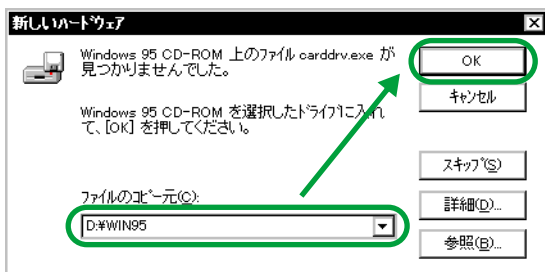 新しいハードウェア
Windows 95 CD-ROM 上のファイル carddrv.exe が
見つかりませんでした。
Windows 95 CD-ROM を選択したドライブに入れ
て、[OK] を押してください。
ファイルのコピー元(C):
D:¥WIN95
OK
キャンセル
スキップ(S)
詳細(D)...
参照(B)...